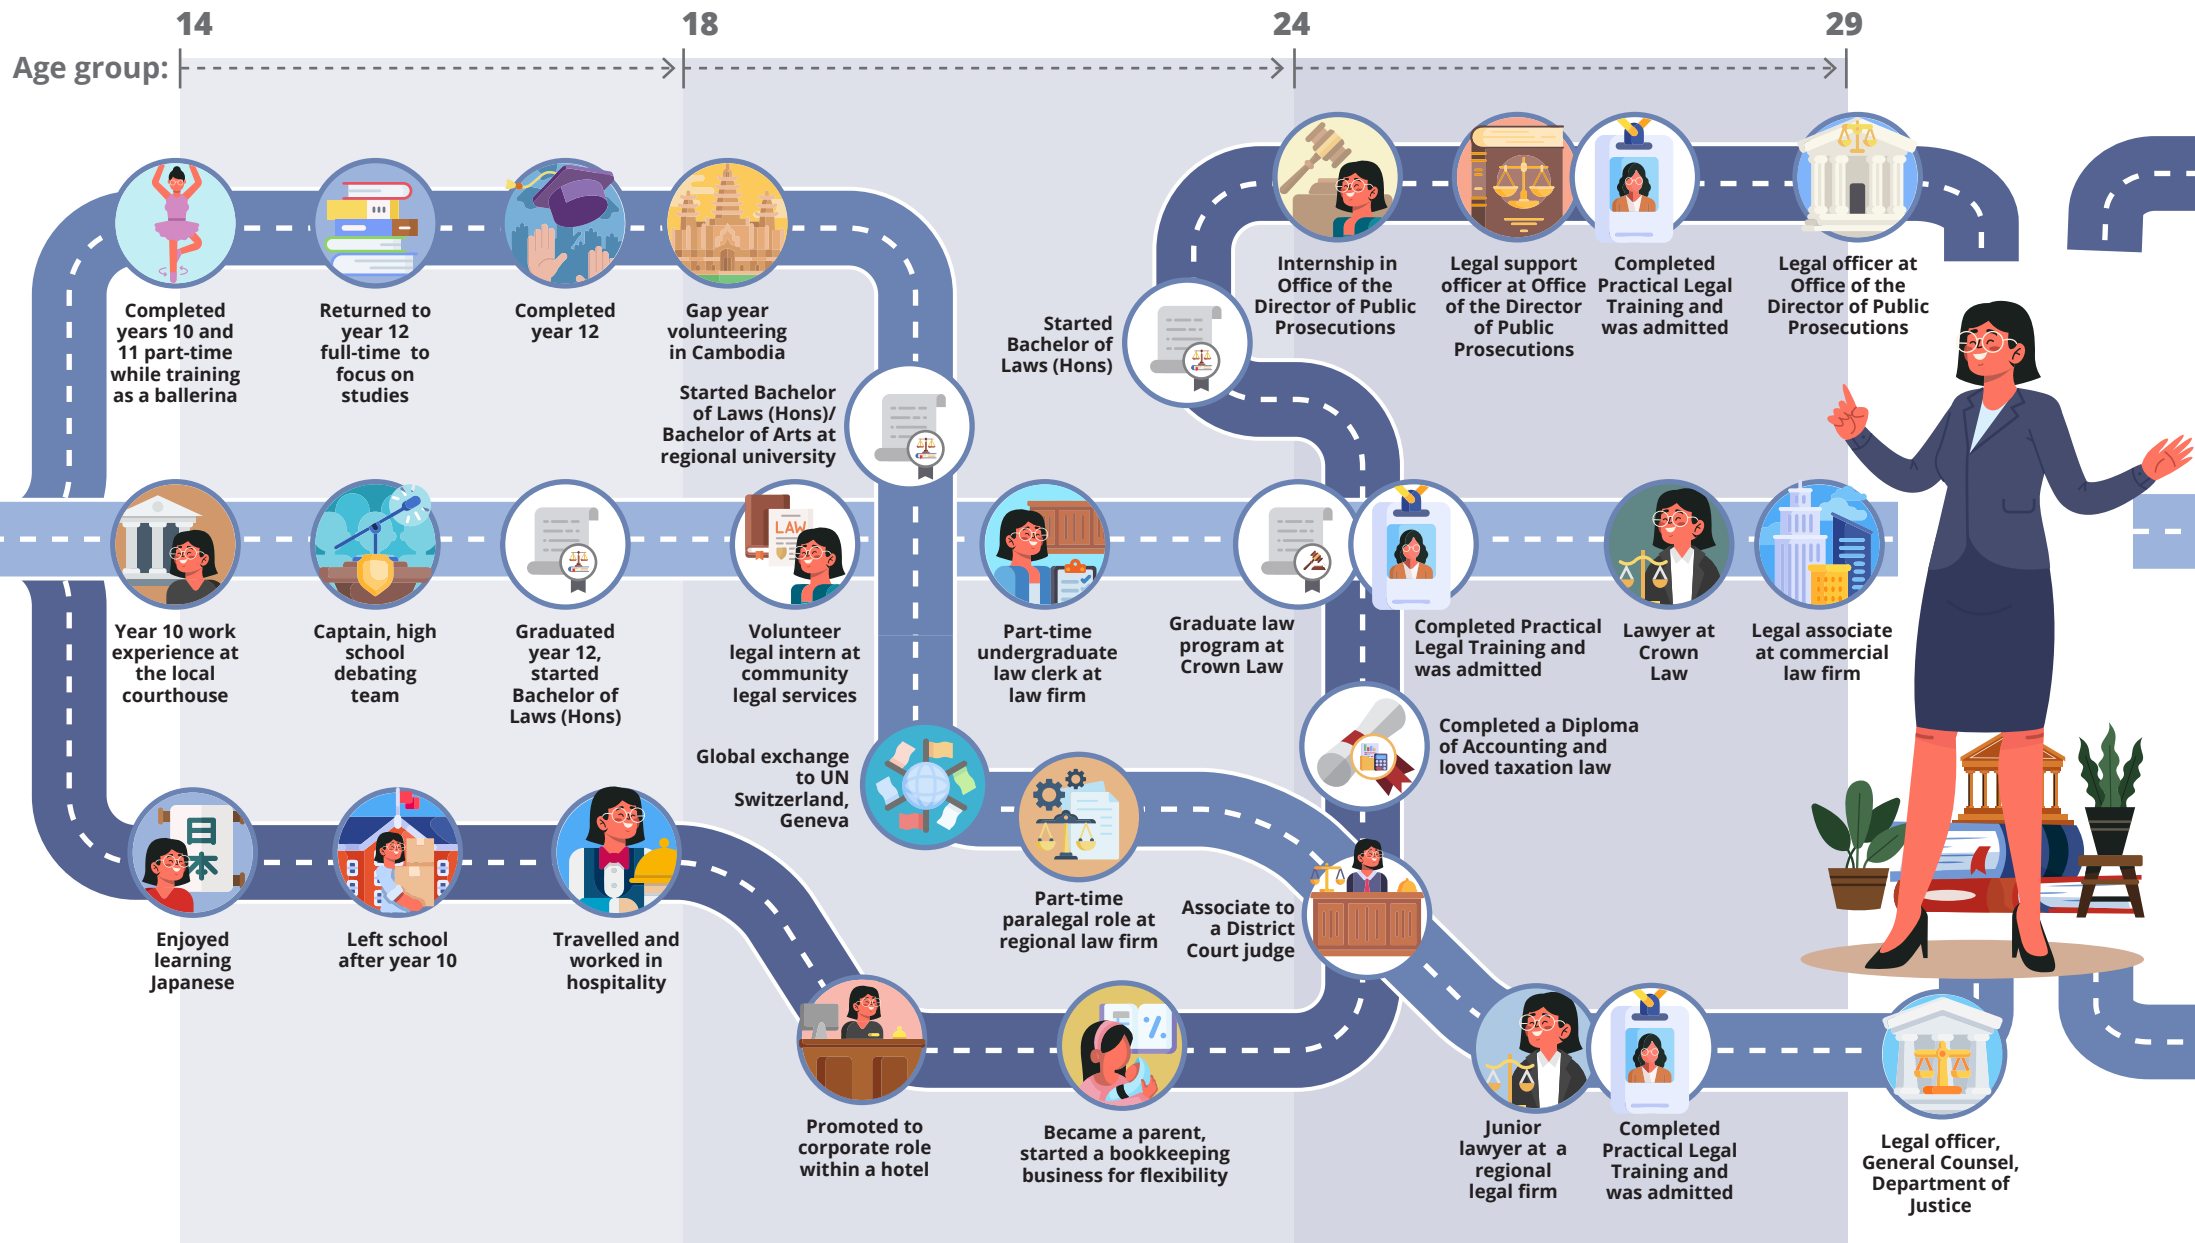 14
18
24
29
Age group:
Completed
years 10 and
11 part-time
while training
as a ballerina
Returned to
year 12
full-time to
focus on
studies
Completed
year 12
Gap year
volunteering
in Cambodia
Started Bachelor
of Laws (Hons)/
Bachelor of Arts at
regional university
Started
Bachelor of
Laws (Hons)
Internship in
Office of the
Director of Public
Prosecutions
Legal support
officer at Office
of the Director
of Public
Prosecutions
Completed
Practical Legal
Training and
was admitted
Legal officer at
Office of the
Director of Public
Prosecutions
LAW
Year 10 work
experience at
the local
courthouse
Captain, high
school
debating
team
Graduated
year 12,
started
Bachelor of
Laws (Hons)
Volunteer
legal intern at
community
legal services
Part-time
undergraduate
law clerk at
law firm
Graduate law
program at
Crown Law
Completed Practical
Legal Training and
was admitted
Lawyer at
Crown
Law
Legal associate
at commercial
law firm
Global exchange
to UN
Switzerland,
Geneva
Completed a Diploma
of Accounting and
loved taxation law
日
本
Part-time
paralegal role at
regional law firm
Associate to
a District
Court judge
Enjoyed
learning
Japanese
Left school
after year 10
Travelled and
worked in
hospitality
%
Promoted to
corporate role
within a hotel
Became a parent,
started a bookkeeping
business for flexibility
Junior
lawyer at a
regional
legal firm
Completed
Practical Legal
Training and
was admitted
Legal officer,
General Counsel,
Department of
Justice